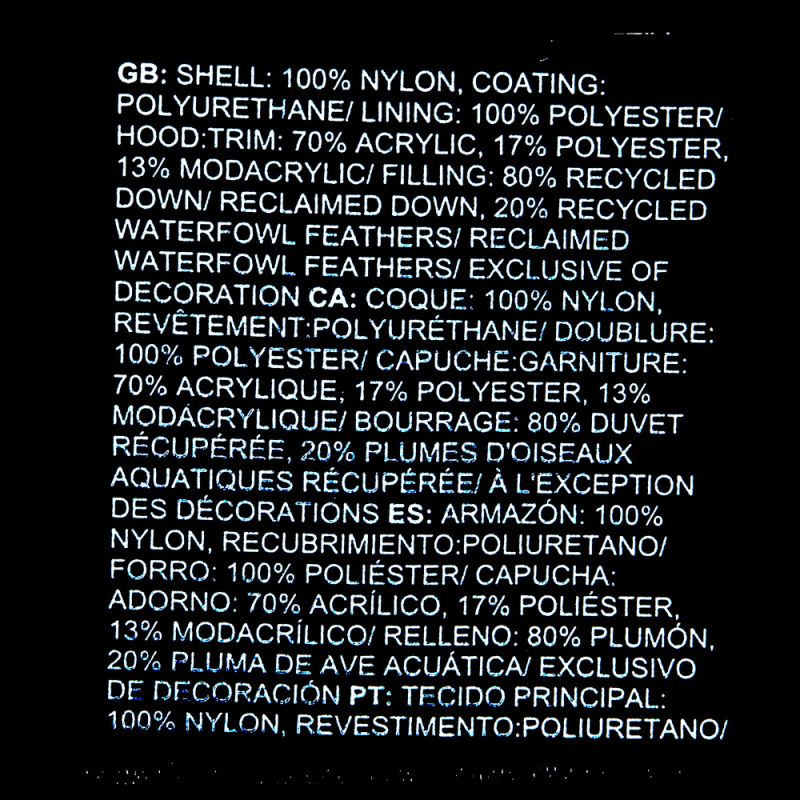 GB: SHELL: 100% NYLON, COATING:
POLYURETHANE/ LINING: 100% POLYESTER/
HOOD:TRIM: 70% ACRYLIC, 17% POLYESTER,
13% MODACRYLIC/ FILLING: 80% RECYCLED
DOWN/ RECLAIMED DOWN, 20% RECYCLED
WATERFOWL FEATHERS/ RECLAIMED
WATERFOWL FEATHERS/ EXCLUSIVE OF
DECORATION CA: COQUE: 100% NYLON,
REVÊTEMENT:POLYURÉTHANE/ DOUBLURE:
100% POLYESTER/ CAPUCHE:GARNITURE:
70% ACRYLIQUE, 17% POLYESTER, 13%
MODACRYLIQUE/ BOURRAGE: 80% DUVET
RÉCUPÉRÉE, 20% PLUMES D'OISEAUX
AQUATIQUES RÉCUPÉRÉE/ À L'EXCEPTION
DES DÉCORATIONS ES: ARMAZÓN: 100%
NYLON, RECUBRIMIENTO:POLIURETANO/
FORRO: 100% POLIÉSTER/ CAPUCHA:
ADORNO: 70% ACRÍLICO, 17% POLIÉSTER,
13% MODACRÍLICO/ RELLENO: 80% PLUMÓN,
20% PLUMA DE AVE ACUÁTICA/ EXCLUSIVO
DE DECORACIÓN PT: TECIDO PRINCIPAL:
100% NYLON, REVESTIMENTO:POLIURETANO/